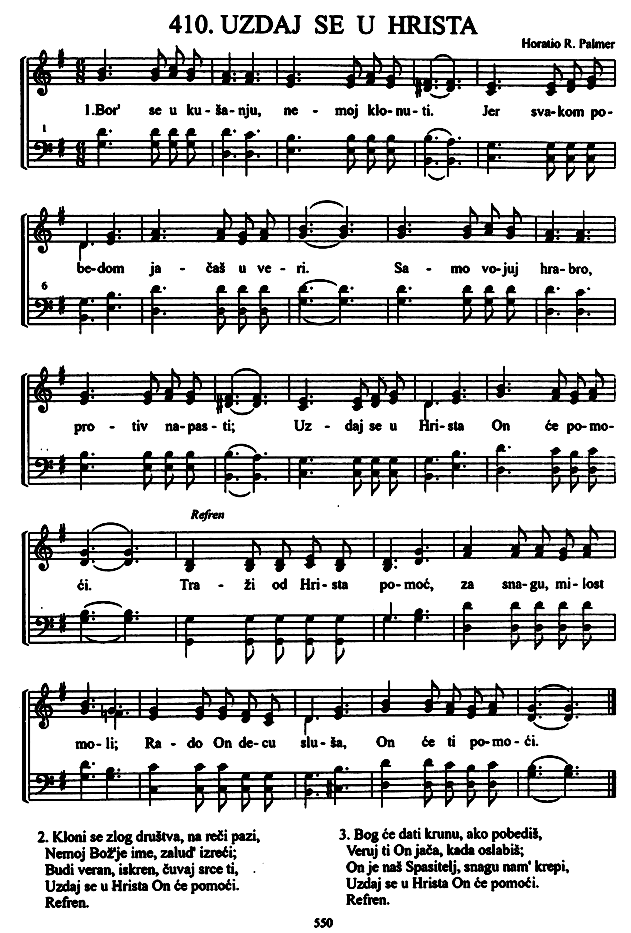 410. UZDAJ SE U HRISTA
Horatio R. Palmer
1.Bor' se u ku - ša-nju, ne - moj klo-nu - ti. Jer sva-kom po-
1
be-dom ja - čaš u ve - ri. Sa - mo vo-juj hra-bro,
6
pro - tiv na-pas-ti; Uz - daj se u Hri-sta On će po-mo-
Refren
ći. Tra - ži od Hri-sta po-moć, za sna-gu, mi-lost
mo-li; Ra - do On de-cu slu-ša, On će ti po-mo-ći.
2. Kloni se zlog društva, na reči pazi,
Nemoj Bož'je ime, zalud' izreći;
Budi veran, iskren, čuvaj srce ti,
Uzdaj se u Hrista On će pomoći.
Refren.
3. Bog će dati krunu, ako pobediš,
Veruj ti On jača, kada oslabiš;
On je naš Spasitelj, snagu nam' krepi,
Uzdaj se u Hrista On će pomoći.
Refren.
550